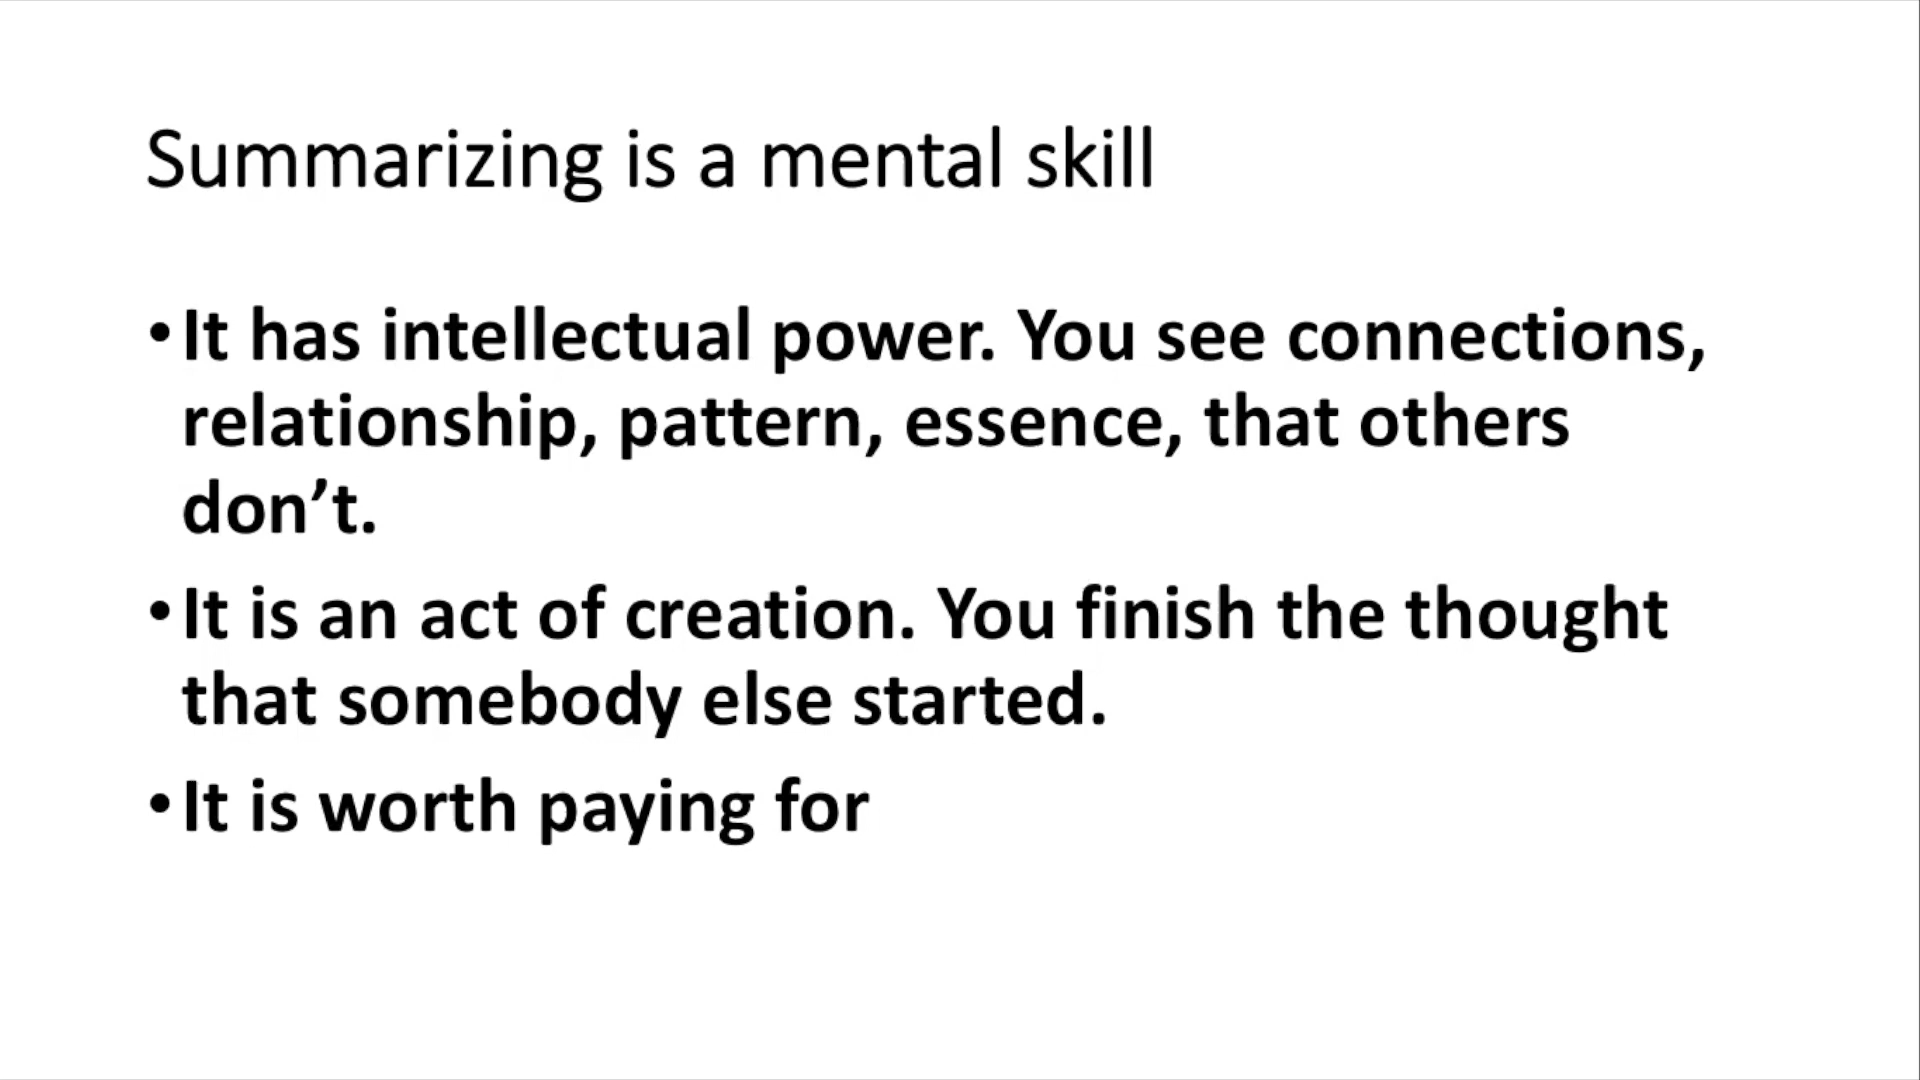 Summarizing is a mental skill
•It has intellectual power. You see connections,
relationship, pattern, essence, that others
don’t.
•It is an act of creation. You finish the thought
that somebody else started.
•It is worth paying for